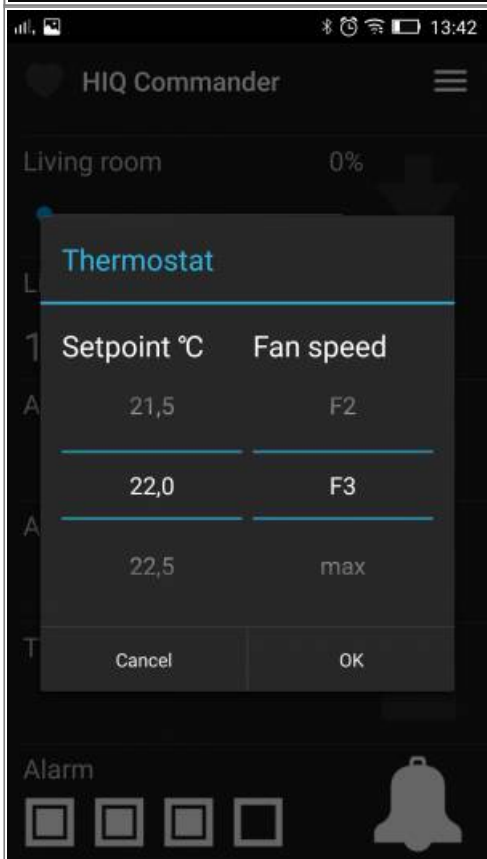 13:42
HIQ Commander
Living room 0%
Thermostat
L
1 Setpoint °C Fan speed
A 21,5 F2
22,0 F3
A
22,5 max
T Cancel OK
Alarm